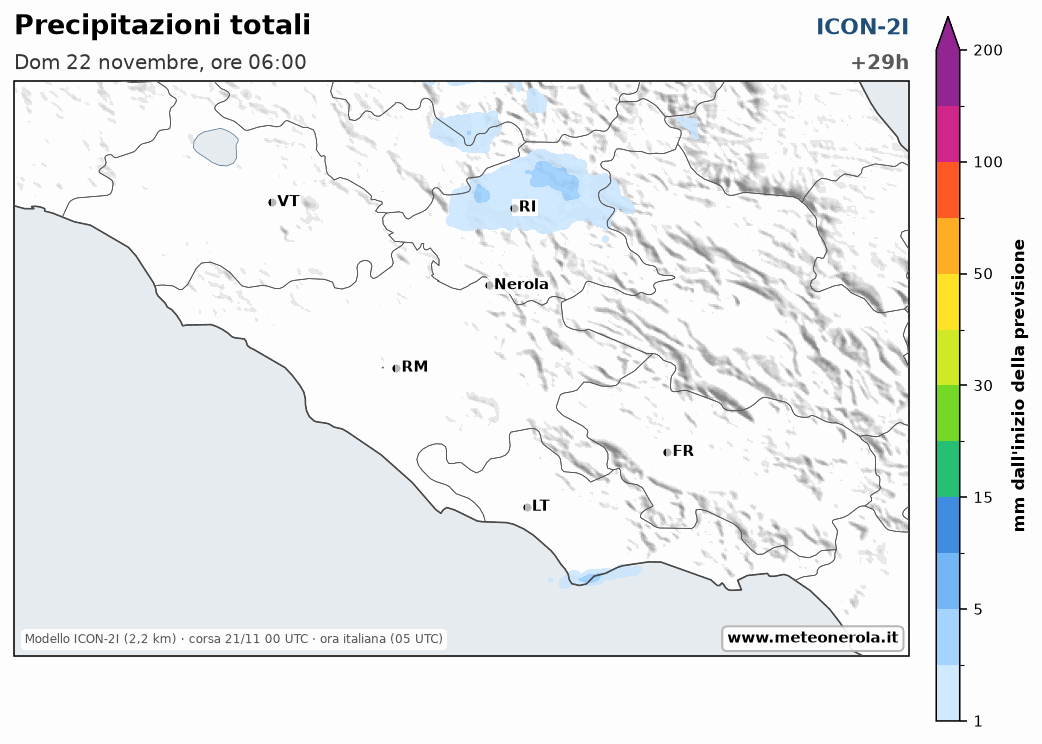 Precipitazioni totali
ICON-2I
Dom 22 novembre, ore 06:00
+29h
200
100
50
30
15
5
1
mm dall'inizio della previsione
VT
RI
Nerola
RM
FR
LT
Modello ICON-2I (2,2 km) · corsa 21/11 00 UTC · ora italiana (05 UTC)
www.meteonerola.it